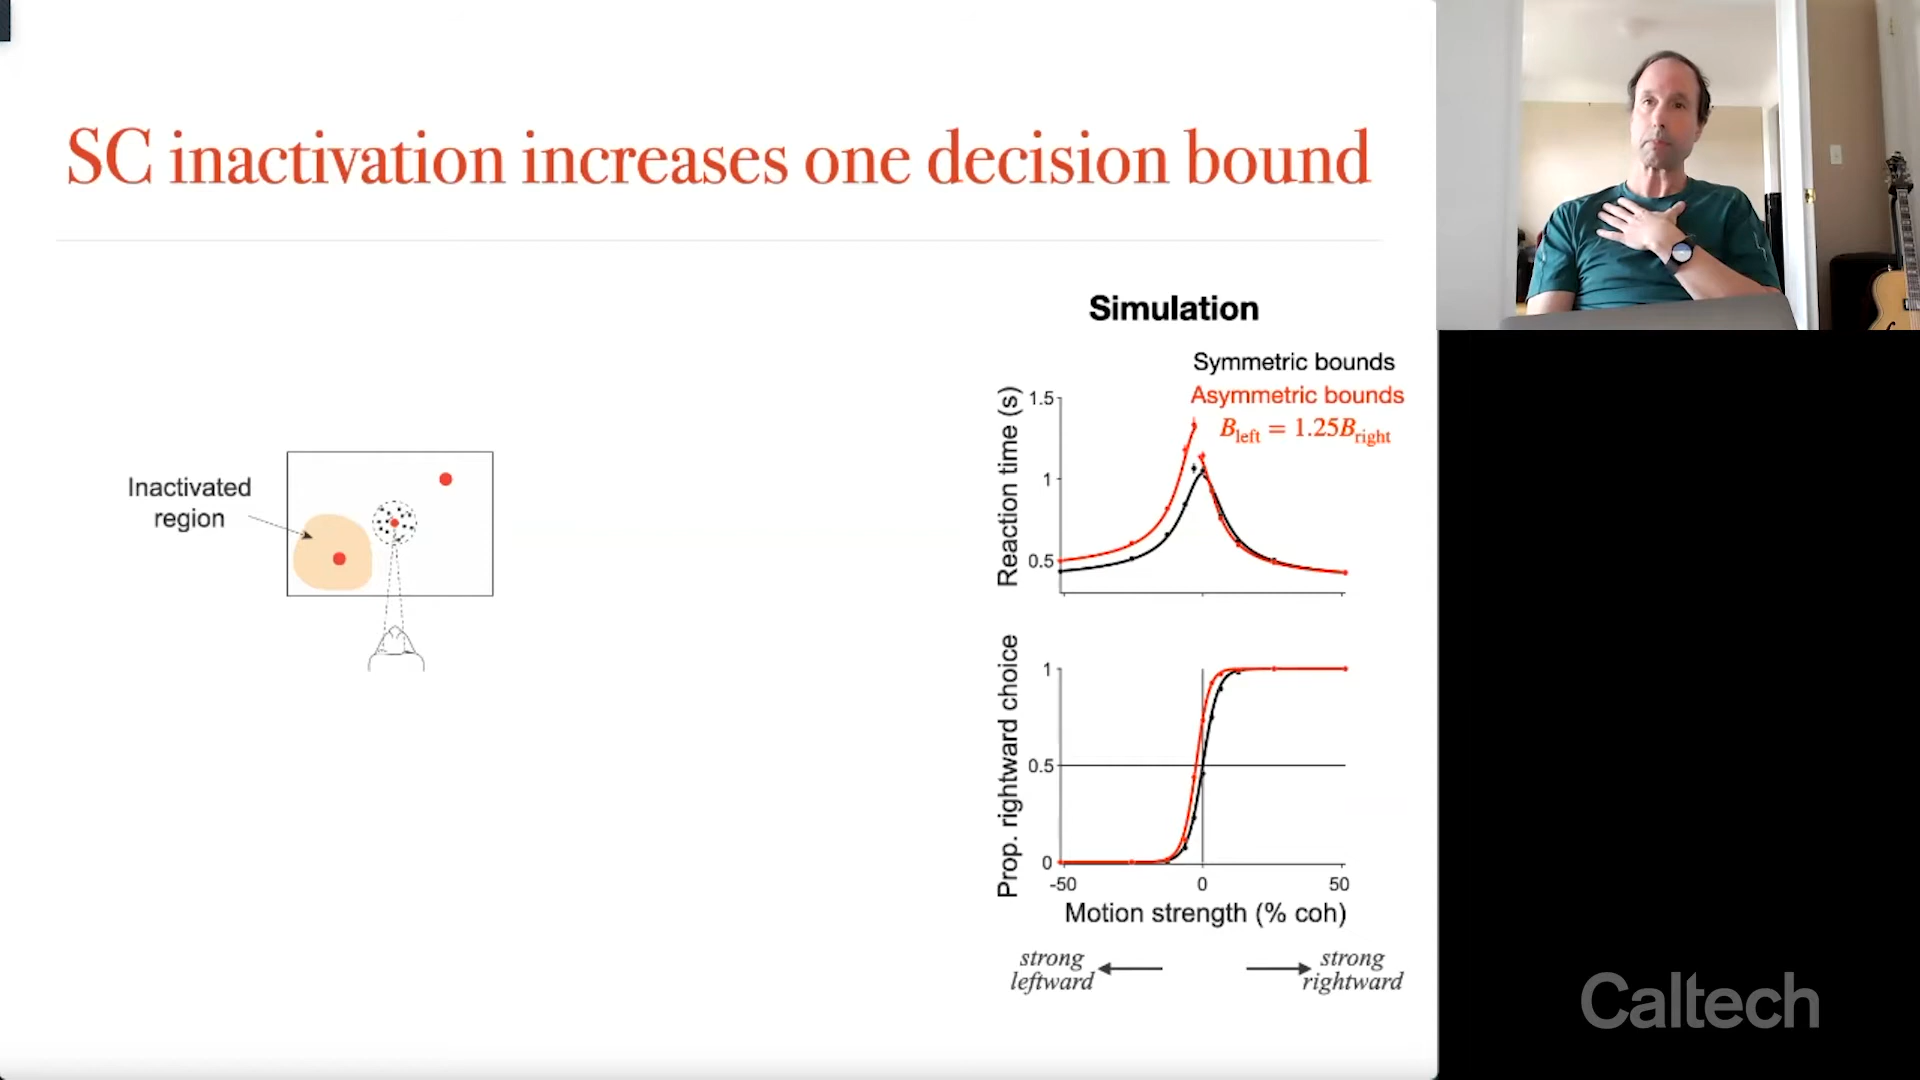 SC inactivation increases one decision bound
Inactivated
region
Simulation
Symmetric bounds
Asymmetric bounds
B_left = 1.25B_right
Reaction time (s)
1.5
1
0.5
Prop. rightward choice
1
0.5
0
-50
0
50
Motion strength (% coh)
strong
leftward
strong
rightward
Caltech